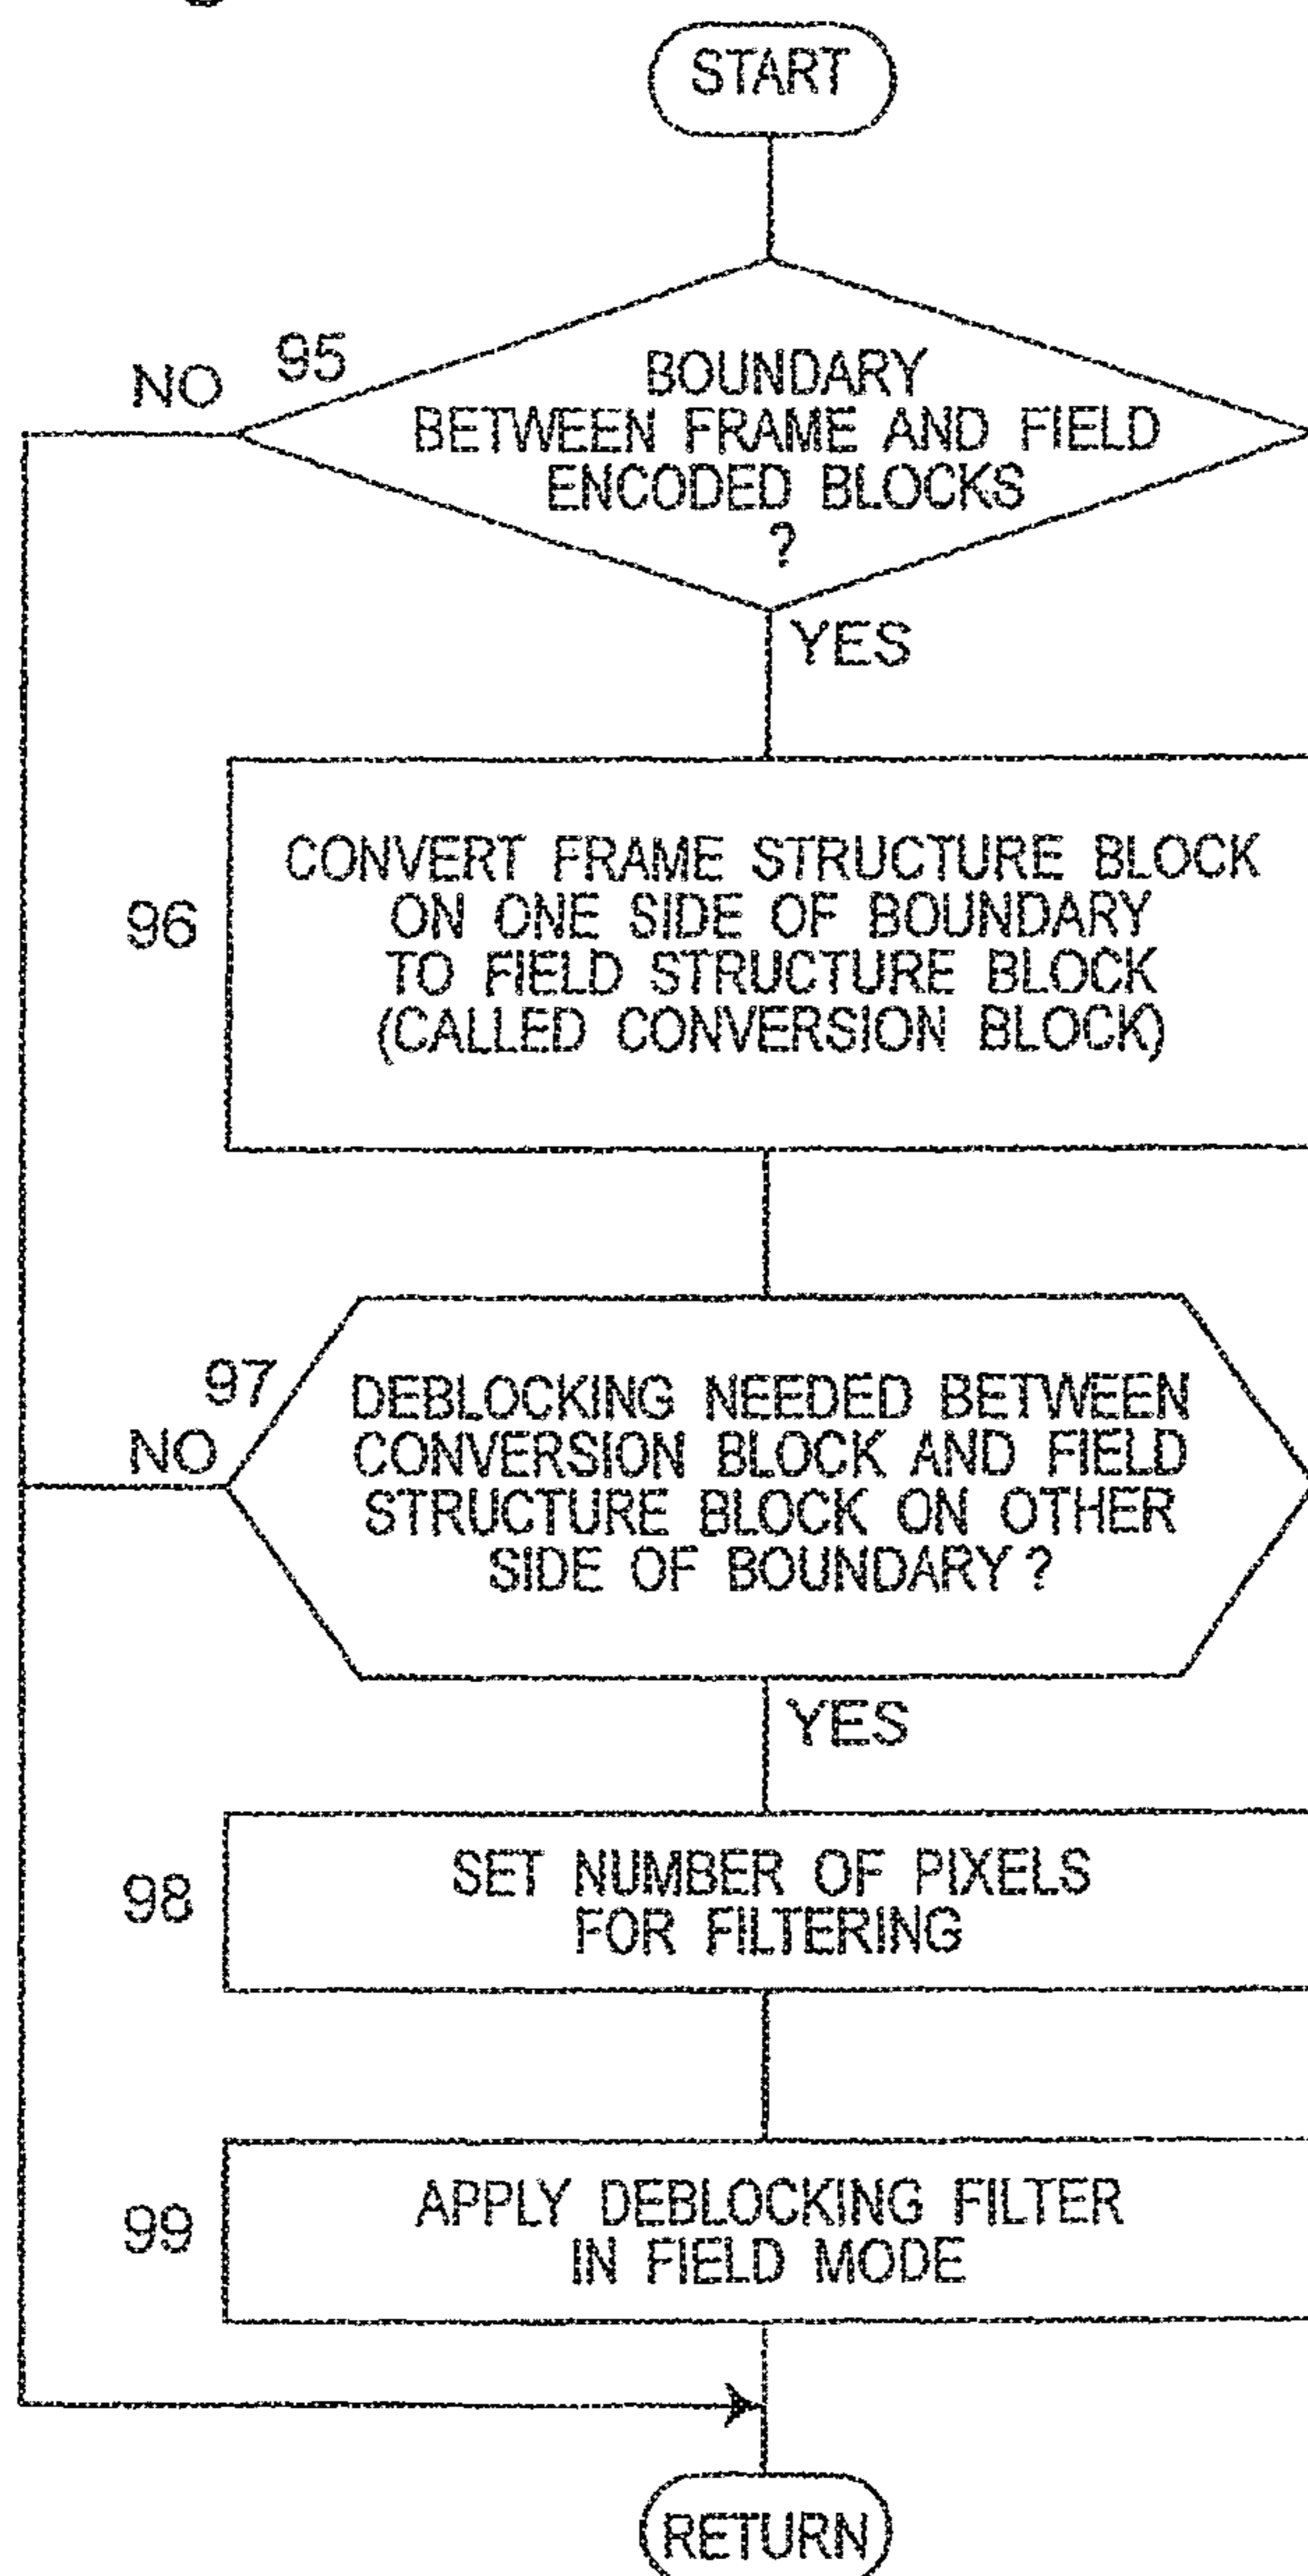 START
95
NO
BOUNDARY
BETWEEN FRAME AND FIELD
ENCODED BLOCKS
?
YES
96
CONVERT FRAME STRUCTURE BLOCK
ON ONE SIDE OF BOUNDARY
TO FIELD STRUCTURE BLOCK
(CALLED CONVERSION BLOCK)
97
NO
DEBLOCKING NEEDED BETWEEN
CONVERSION BLOCK AND FIELD
STRUCTURE BLOCK ON OTHER
SIDE OF BOUNDARY?
YES
98
SET NUMBER OF PIXELS
FOR FILTERING
99
APPLY DEBLOCKING FILTER
IN FIELD MODE
RETURN